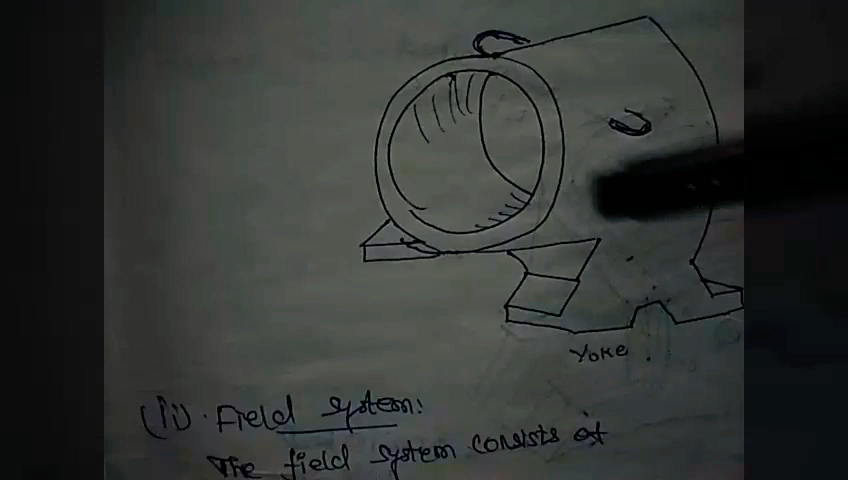 Yoke
(ii). Field system:
The field system consists of